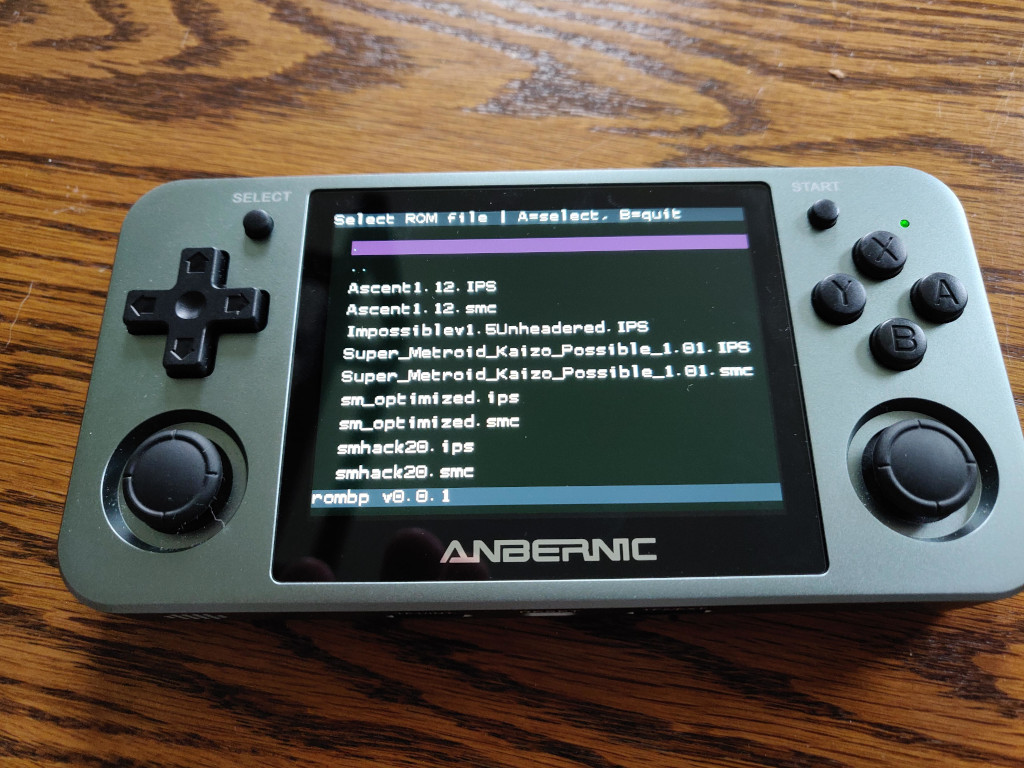 SELECT
START
Select ROM file | A=select, B=quit
.
..
Ascent1.12.IPS
Ascent1.12.smc
Impossiblev1.5Unheadered.IPS
Super_Metroid_Kaizo_Possible_1.01.IPS
Super_Metroid_Kaizo_Possible_1.01.smc
sm_optimized.ips
sm_optimized.smc
smhack20.ips
smhack20.smc
rombp v0.0.1
X
Y
A
B
ANBERNIC